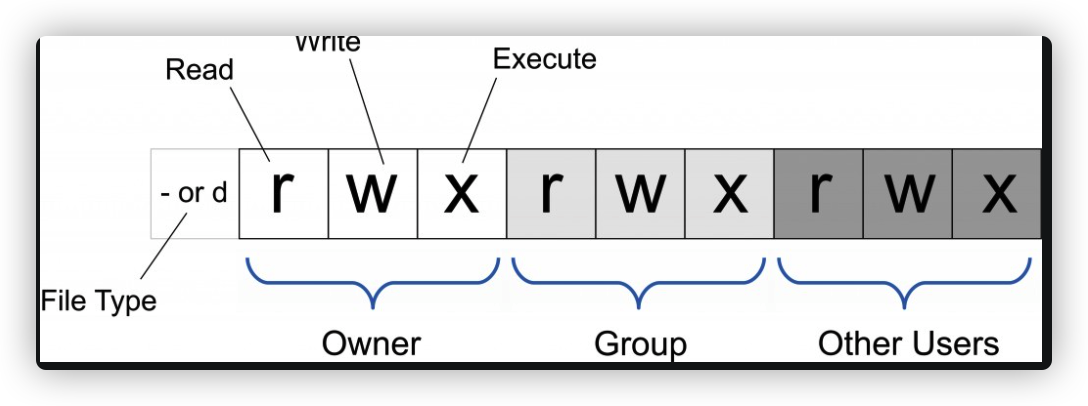 Write
Read
Execute
- or d r w x r w x r w x
File Type
Owner Group Other Users